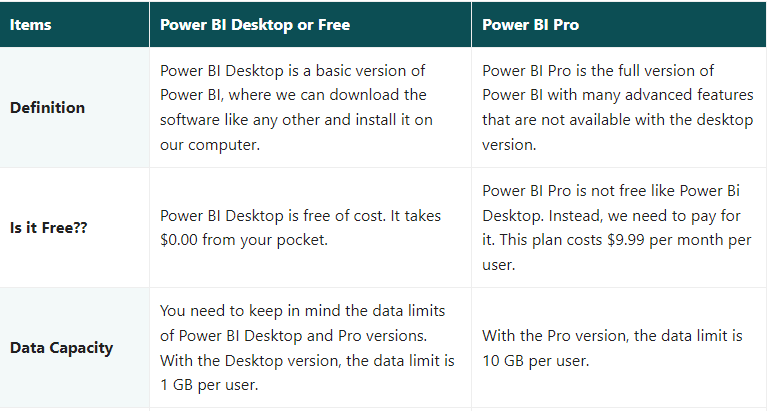 Items
Power BI Desktop or Free
Power BI Pro
Definition
Power BI Desktop is a basic version of
Power BI, where we can download the
software like any other and install it on
our computer.
Power BI Pro is the full version of
Power BI with many advanced features
that are not available with the desktop
version.
Is it Free??
Power BI Desktop is free of cost. It takes
$0.00 from your pocket.
Power BI Pro is not free like Power Bi
Desktop. Instead, we need to pay for
it. This plan costs $9.99 per month per
user.
Data Capacity
You need to keep in mind the data limits
of Power BI Desktop and Pro versions.
With the Desktop version, the data limit is
1 GB per user.
With the Pro version, the data limit is
10 GB per user.